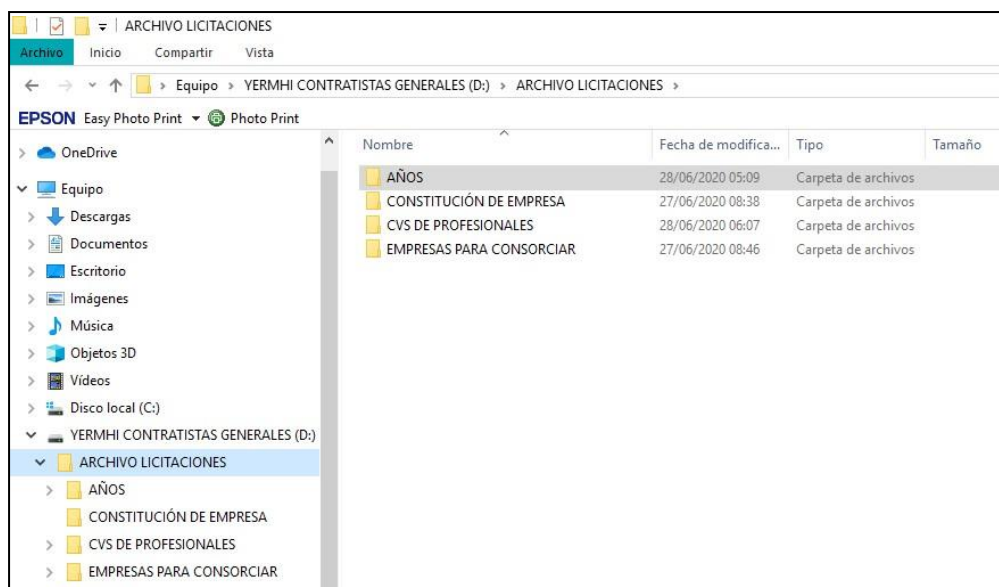 ARCHIVO LICITACIONES
Archivo Inicio Compartir Vista
Equipo YERMHI CONTRATISTAS GENERALES (D:) ARCHIVO LICITACIONES
EPSON Easy Photo Print Photo Print
OneDrive
Equipo
Descargas
Documentos
Escritorio
Imágenes
Música
Objetos 3D
Vídeos
Disco local (C:)
YERMHI CONTRATISTAS GENERALES (D:)
ARCHIVO LICITACIONES
AÑOS
CONSTITUCIÓN DE EMPRESA
CVS DE PROFESIONALES
EMPRESAS PARA CONSORCIAR
Nombre Fecha de modifica... Tipo Tamaño
AÑOS 28/06/2020 05:09 Carpeta de archivos
CONSTITUCIÓN DE EMPRESA 27/06/2020 08:38 Carpeta de archivos
CVS DE PROFESIONALES 28/06/2020 06:07 Carpeta de archivos
EMPRESAS PARA CONSORCIAR 27/06/2020 08:46 Carpeta de archivos